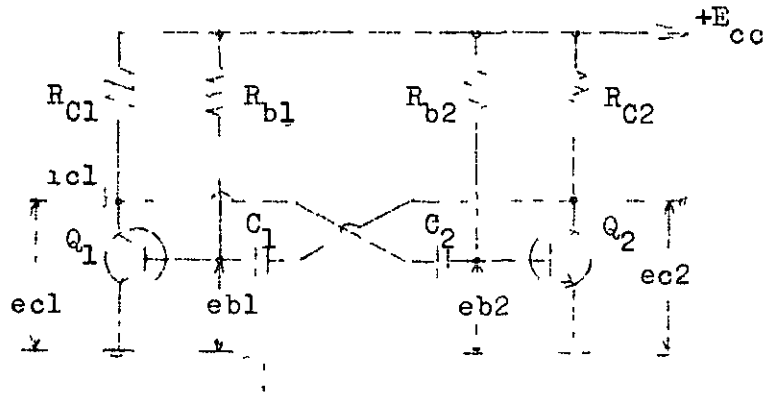 +Ecc
RC1 Rb1 Rb2 RC2
ic1
Q1 C1 C2 Q2
ec1 eb1 eb2 ec2